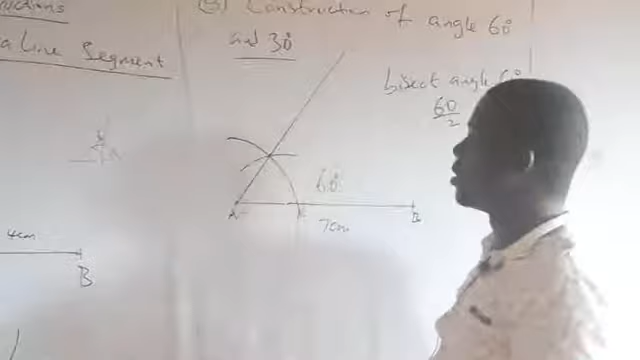 a Line Segment
(3) Construction of angle 60°
and 30°
bisect angle 60°
60
2
60°
A
B
7cm
4cm
B